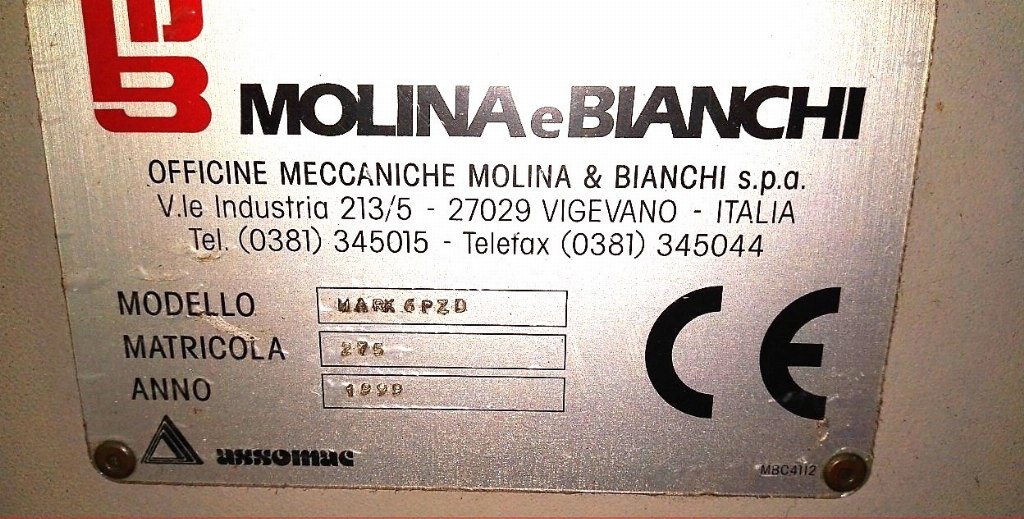 MB
MOLINA e BIANCHI
OFFICINE MECCANICHE MOLINA & BIANCHI s.p.a.
V.le Industria 213/5 - 27029 VIGEVANO - ITALIA
Tel. (0381) 345015 - Telefax (0381) 345044
MODELLO MARK 6PZD
MATRICOLA 275
ANNO 1999
CE
assomac
MBC4112